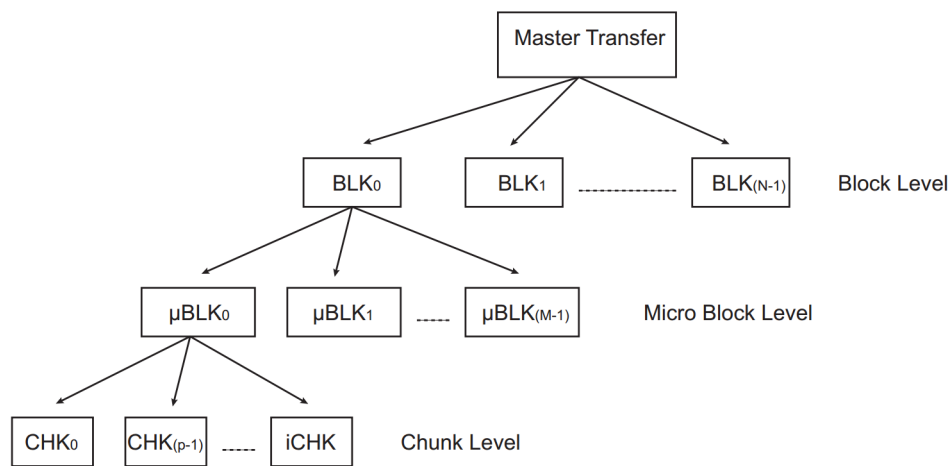 Master Transfer
BLK0 BLK1 BLK(N-1) Block Level
µBLK0 µBLK1 µBLK(M-1) Micro Block Level
CHK0 CHK(p-1) iCHK Chunk Level